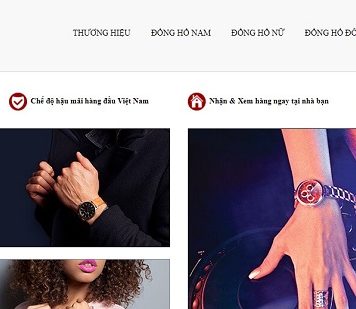 THƯƠNG HIỆU ĐỒNG HỒ NAM ĐỒNG HỒ NỮ ĐỒNG HỒ ĐÔ
Chế độ hậu mãi hàng đầu Việt Nam Nhận & Xem hàng ngay tại nhà bạn